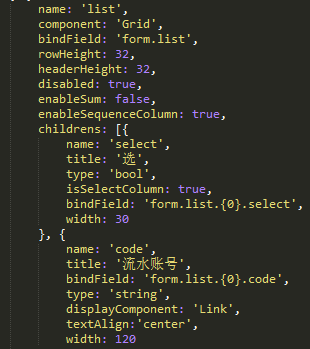 name: 'list',
component: 'Grid',
bindField: 'form.list',
rowHeight: 32,
headerHeight: 32,
disabled: true,
enableSum: false,
enableSequenceColumn: true,
childrens: [{
name: 'select',
title: '选',
type: 'bool',
isSelectColumn: true,
bindField: 'form.list.{0}.select',
width: 30
}, {
name: 'code',
title: '流水账号',
bindField: 'form.list.{0}.code',
type: 'string',
displayComponent: 'Link',
textAlign:'center',
width: 120